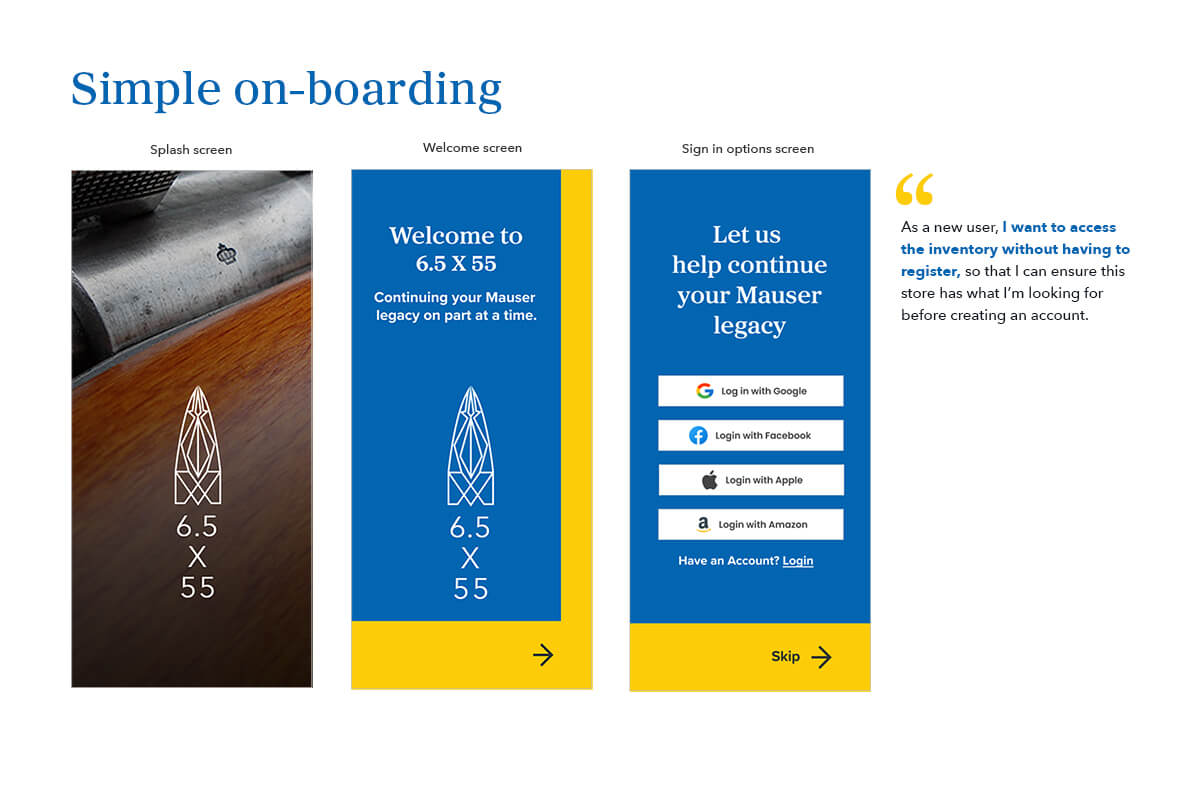 Simple on-boarding
Splash screen
6.5
X
55
Welcome screen
Welcome to
6.5 X 55
Continuing your Mauser
legacy on part at a time.
6.5
X
55
Sign in options screen
Let us
help continue
your Mauser
legacy
Log in with Google
Login with Facebook
Login with Apple
a Login with Amazon
Have an Account? Login
Skip
“
As a new user, I want to access
the inventory without having to
register, so that I can ensure this
store has what I’m looking for
before creating an account.